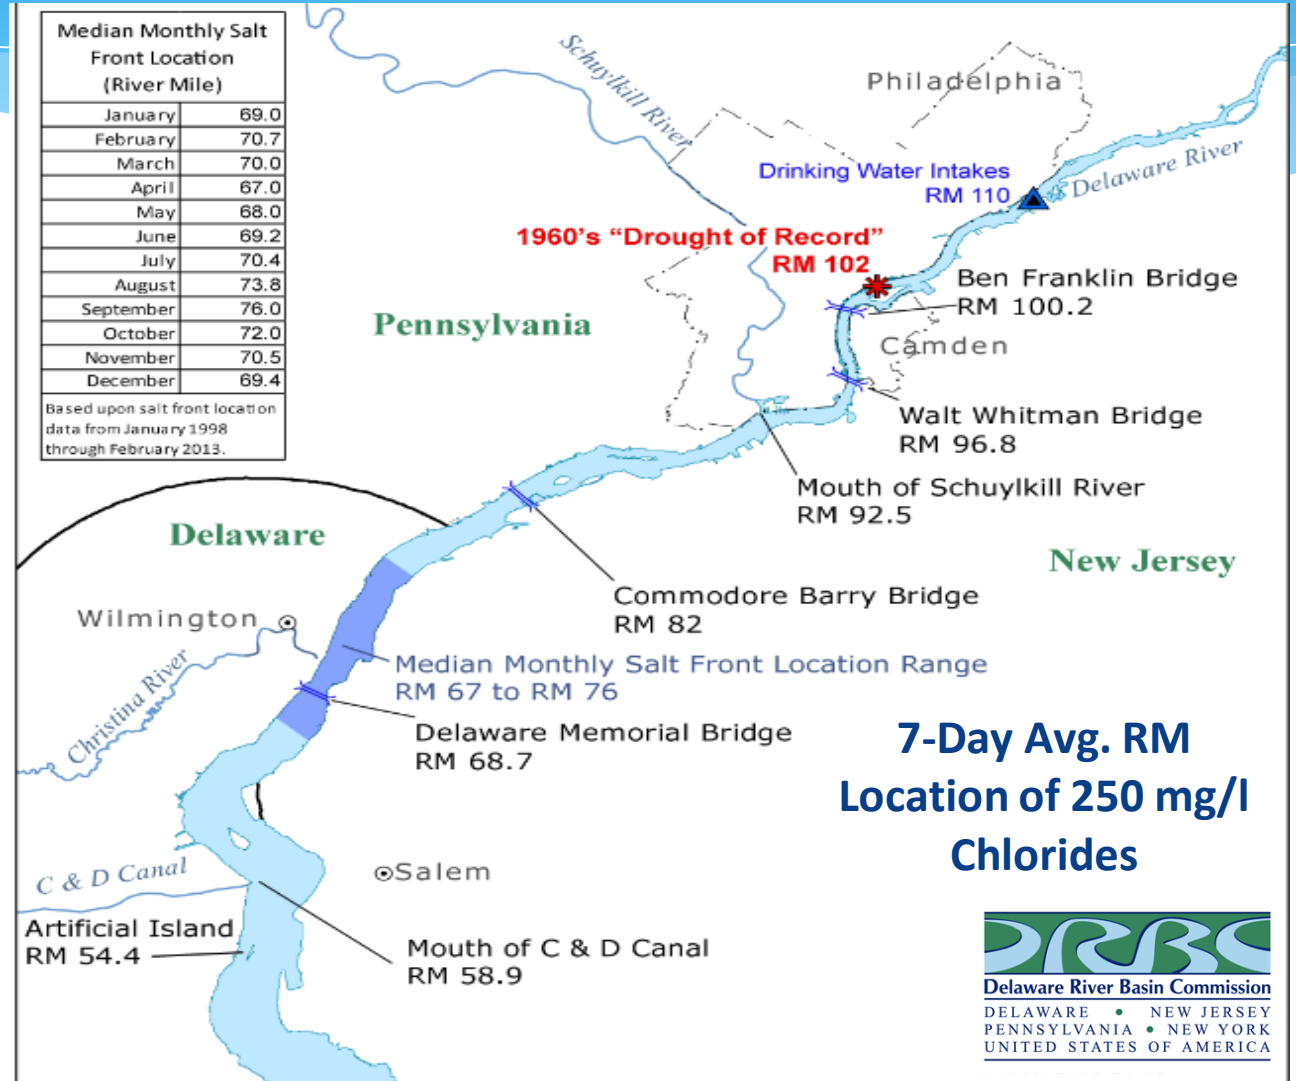 Median Monthly Salt
Front Location
(River Mile)
January 69.0
February 70.7
March 70.0
April 67.0
May 68.0
June 69.2
July 70.4
August 73.8
September 76.0
October 72.0
November 70.5
December 69.4
Based upon salt front location
data from January 1998
through February 2013.
Schuylkill River
Philadelphia
Drinking Water Intakes
RM 110
Delaware River
1960's “Drought of Record”
RM 102
Ben Franklin Bridge
RM 100.2
Pennsylvania
Camden
Walt Whitman Bridge
RM 96.8
Mouth of Schuylkill River
RM 92.5
Delaware
New Jersey
Commodore Barry Bridge
RM 82
Wilmington
Christina River
Median Monthly Salt Front Location Range
RM 67 to RM 76
Delaware Memorial Bridge
RM 68.7
7-Day Avg. RM
Location of 250 mg/l
Chlorides
C & D Canal
Salem
Artificial Island
RM 54.4
Mouth of C & D Canal
RM 58.9
DRBC
Delaware River Basin Commission
DELAWARE • NEW JERSEY
PENNSYLVANIA • NEW YORK
UNITED STATES OF AMERICA